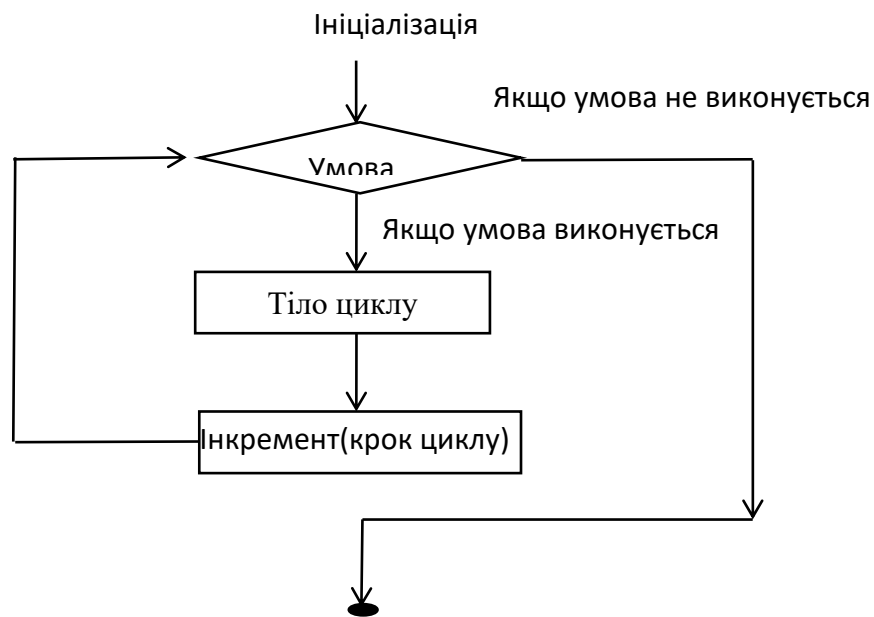 Ініціалізація
Якщо умова не виконується
Умова
Якщо умова виконується
Тіло циклу
Інкремент(крок циклу)